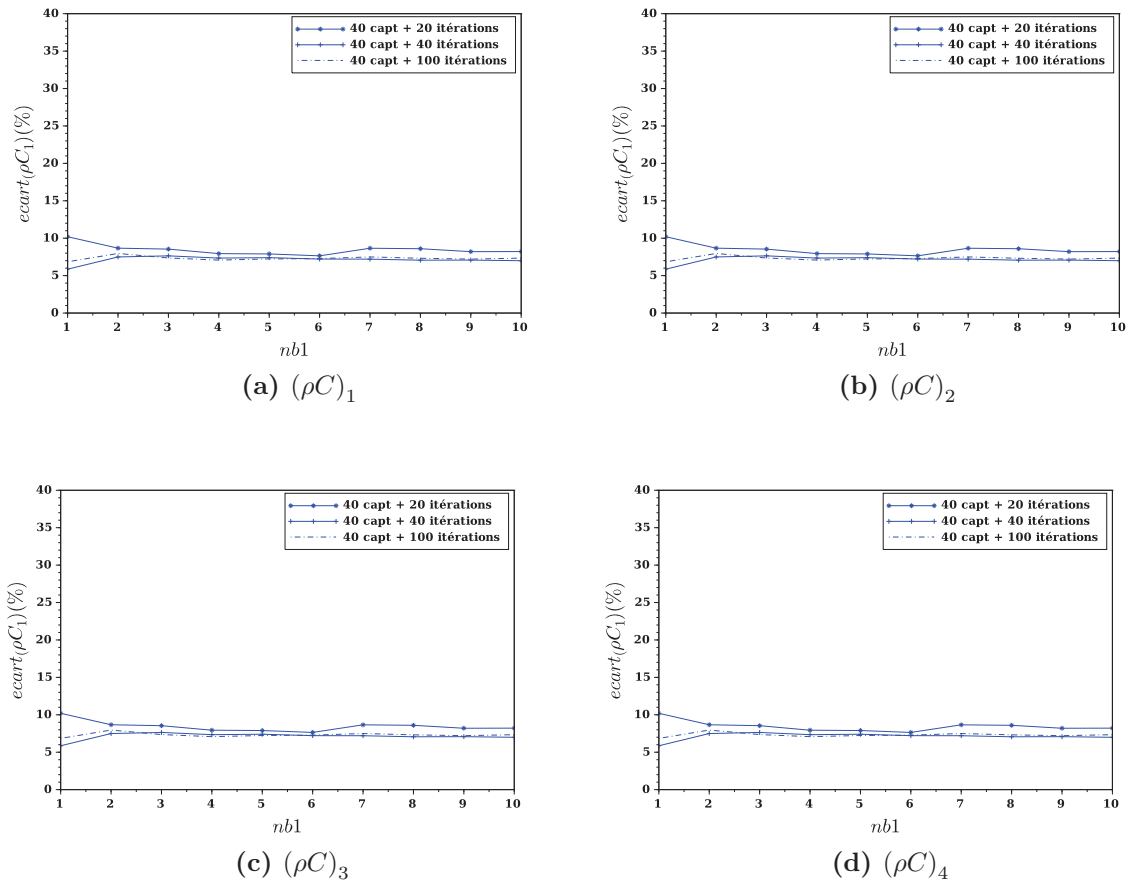 40 capt + 20 itérations
40 capt + 40 itérations
40 capt + 100 itérations
40
35
30
25
20
15
10
5
0
ecart(ρC₁)(%)
1 2 3 4 5 6 7 8 9 10
nb1
(a) (ρC)₁
40 capt + 20 itérations
40 capt + 40 itérations
40 capt + 100 itérations
40
35
30
25
20
15
10
5
0
ecart(ρC₁)(%)
1 2 3 4 5 6 7 8 9 10
nb1
(b) (ρC)₂
40 capt + 20 itérations
40 capt + 40 itérations
40 capt + 100 itérations
40
35
30
25
20
15
10
5
0
ecart(ρC₁)(%)
1 2 3 4 5 6 7 8 9 10
nb1
(c) (ρC)₃
40 capt + 20 itérations
40 capt + 40 itérations
40 capt + 100 itérations
40
35
30
25
20
15
10
5
0
ecart(ρC₁)(%)
1 2 3 4 5 6 7 8 9 10
nb1
(d) (ρC)₄